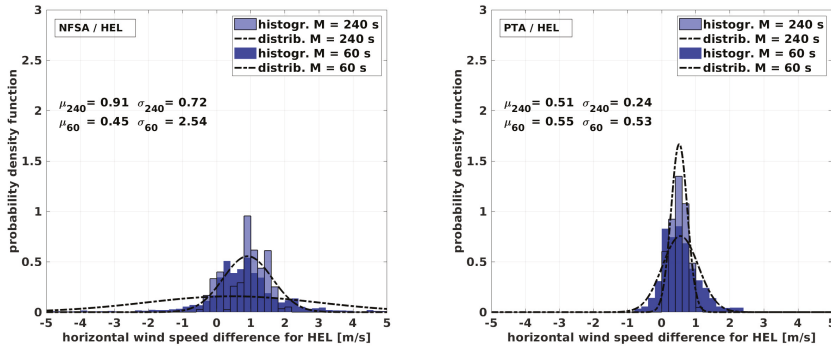 NFSA / HEL
histogr. M = 240 s
distrib. M = 240 s
histogr. M = 60 s
distrib. M = 60 s
μ240= 0.91 σ240= 0.72
μ60 = 0.45 σ60 = 2.54
probability density function
3
2.5
2
1.5
1
0.5
0
-5 -4 -3 -2 -1 0 1 2 3 4 5
horizontal wind speed difference for HEL [m/s]
PTA / HEL
histogr. M = 240 s
distrib. M = 240 s
histogr. M = 60 s
distrib. M = 60 s
μ240= 0.51 σ240= 0.24
μ60 = 0.55 σ60 = 0.53
probability density function
3
2.5
2
1.5
1
0.5
0
-5 -4 -3 -2 -1 0 1 2 3 4 5
horizontal wind speed difference for HEL [m/s]